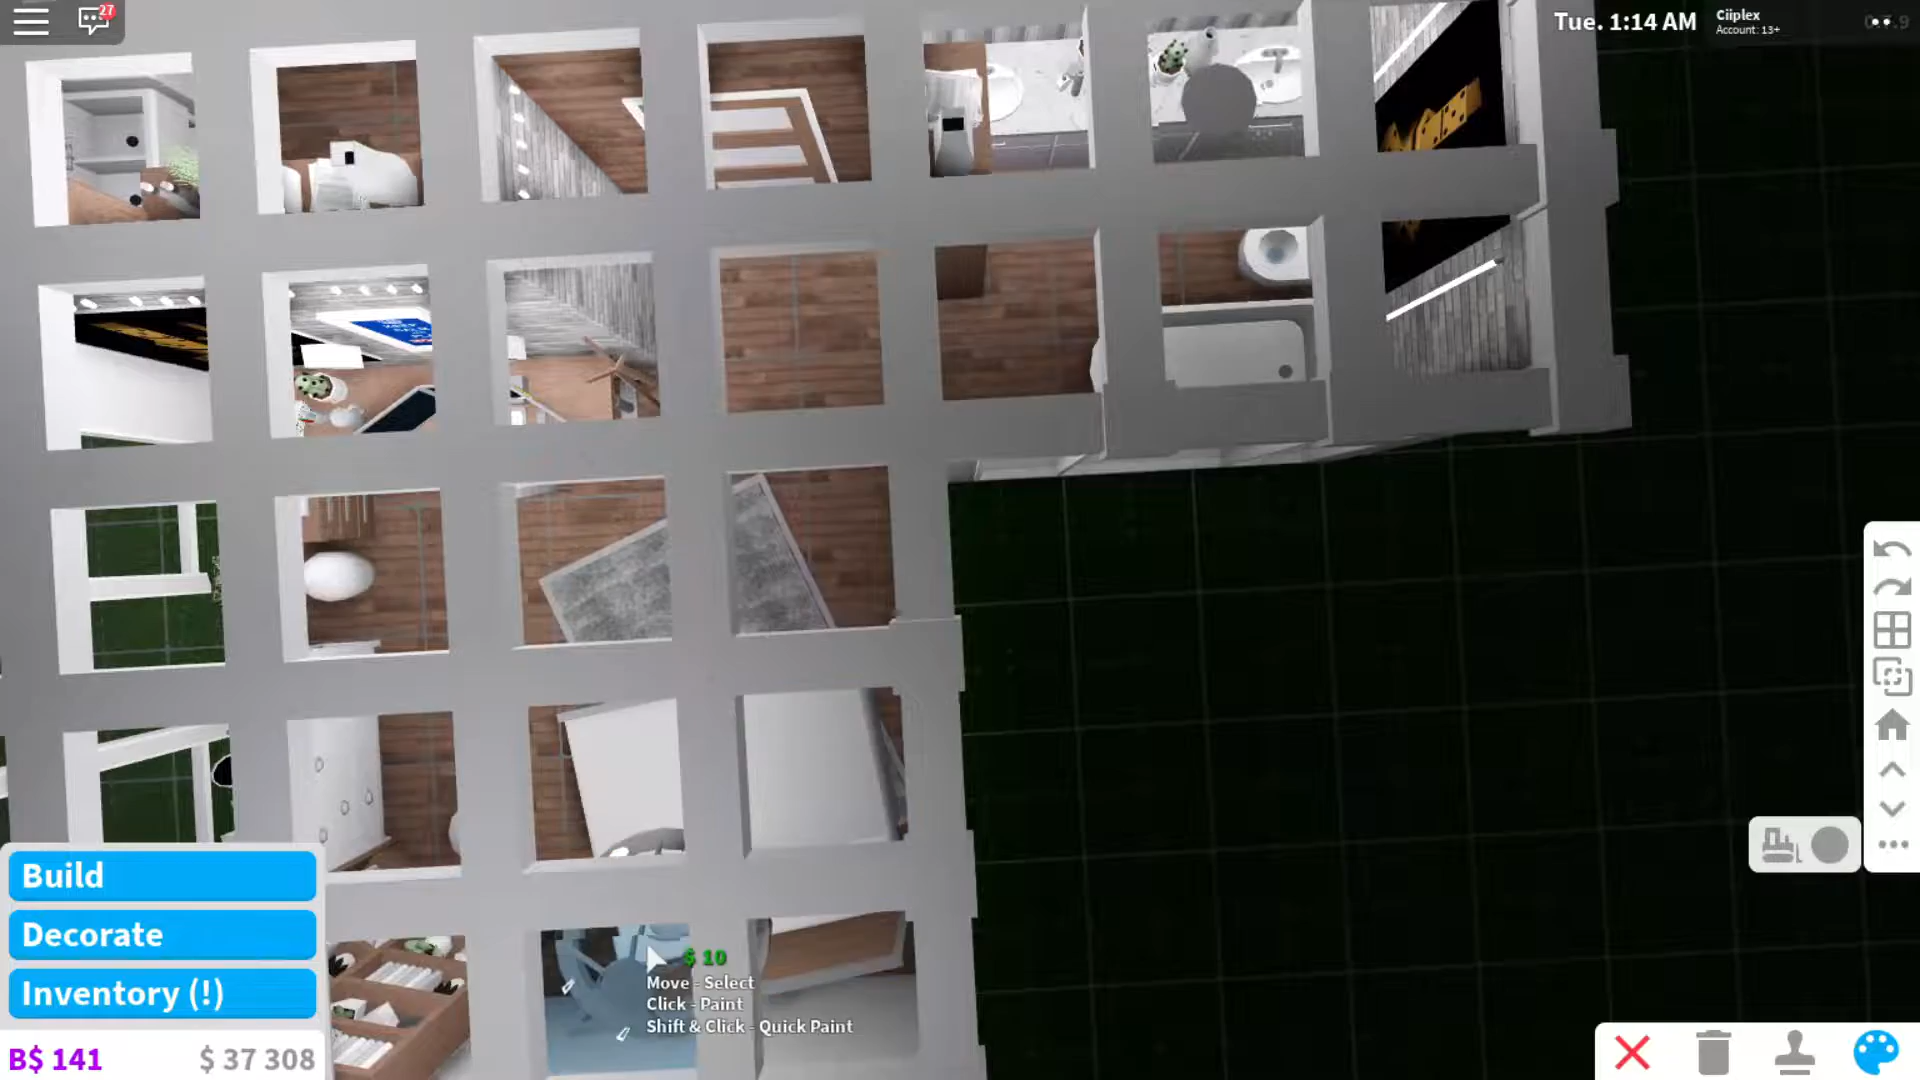 27
Tue. 1:14 AM
Ciiplex
Account: 13+
Build
Decorate
Inventory (!)
B$ 141
$ 37 308
$ 10
Move - Select
Click - Paint
Shift & Click - Quick Paint